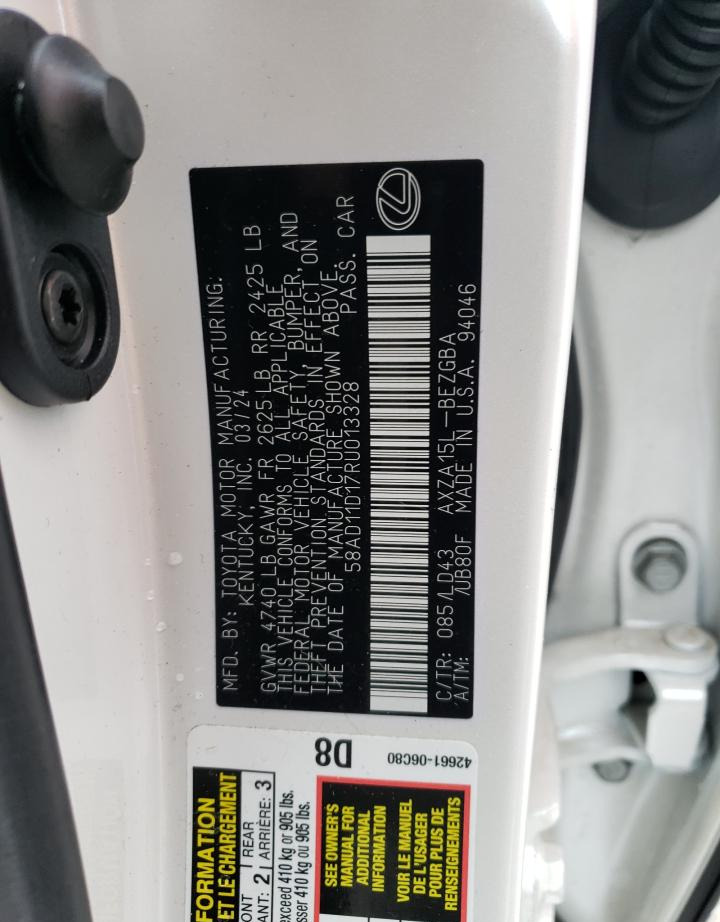 MFD. BY: TOYOTA MOTOR MANUFACTURING.
KENTUCKY, INC. 03/24
GVWR 4740 LB GAWR FR 2625 LB RR 2425 LB
THIS VEHICLE CONFORMS TO ALL APPLICABLE
FEDERAL MOTOR VEHICLE SAFETY, BUMPER, AND
THEFT PREVENTION STANDARDS IN EFFECT ON
THE DATE OF MANUFACTURE SHOWN ABOVE.
58AD11D17RU013328 PASS. CAR
C/TR: 085/LD43 AXZA15L-BEZGBA
A/TM: /UB80F MADE IN U.S.A. 94046
FORMATION
ET LE CHARGEMENT
ONT 1 REAR
ANT: 2 1 ARRIÈRE: 3
exceed 410 kg or 905 lbs.
sser 410 kg ou 905 lbs.
D8
42661-06C80
SEE OWNER'S
MANUAL FOR
ADDITIONAL
INFORMATION
VOIR LE MANUEL
DE L'USAGER
POUR PLUS DE
RENSEIGNEMENTS